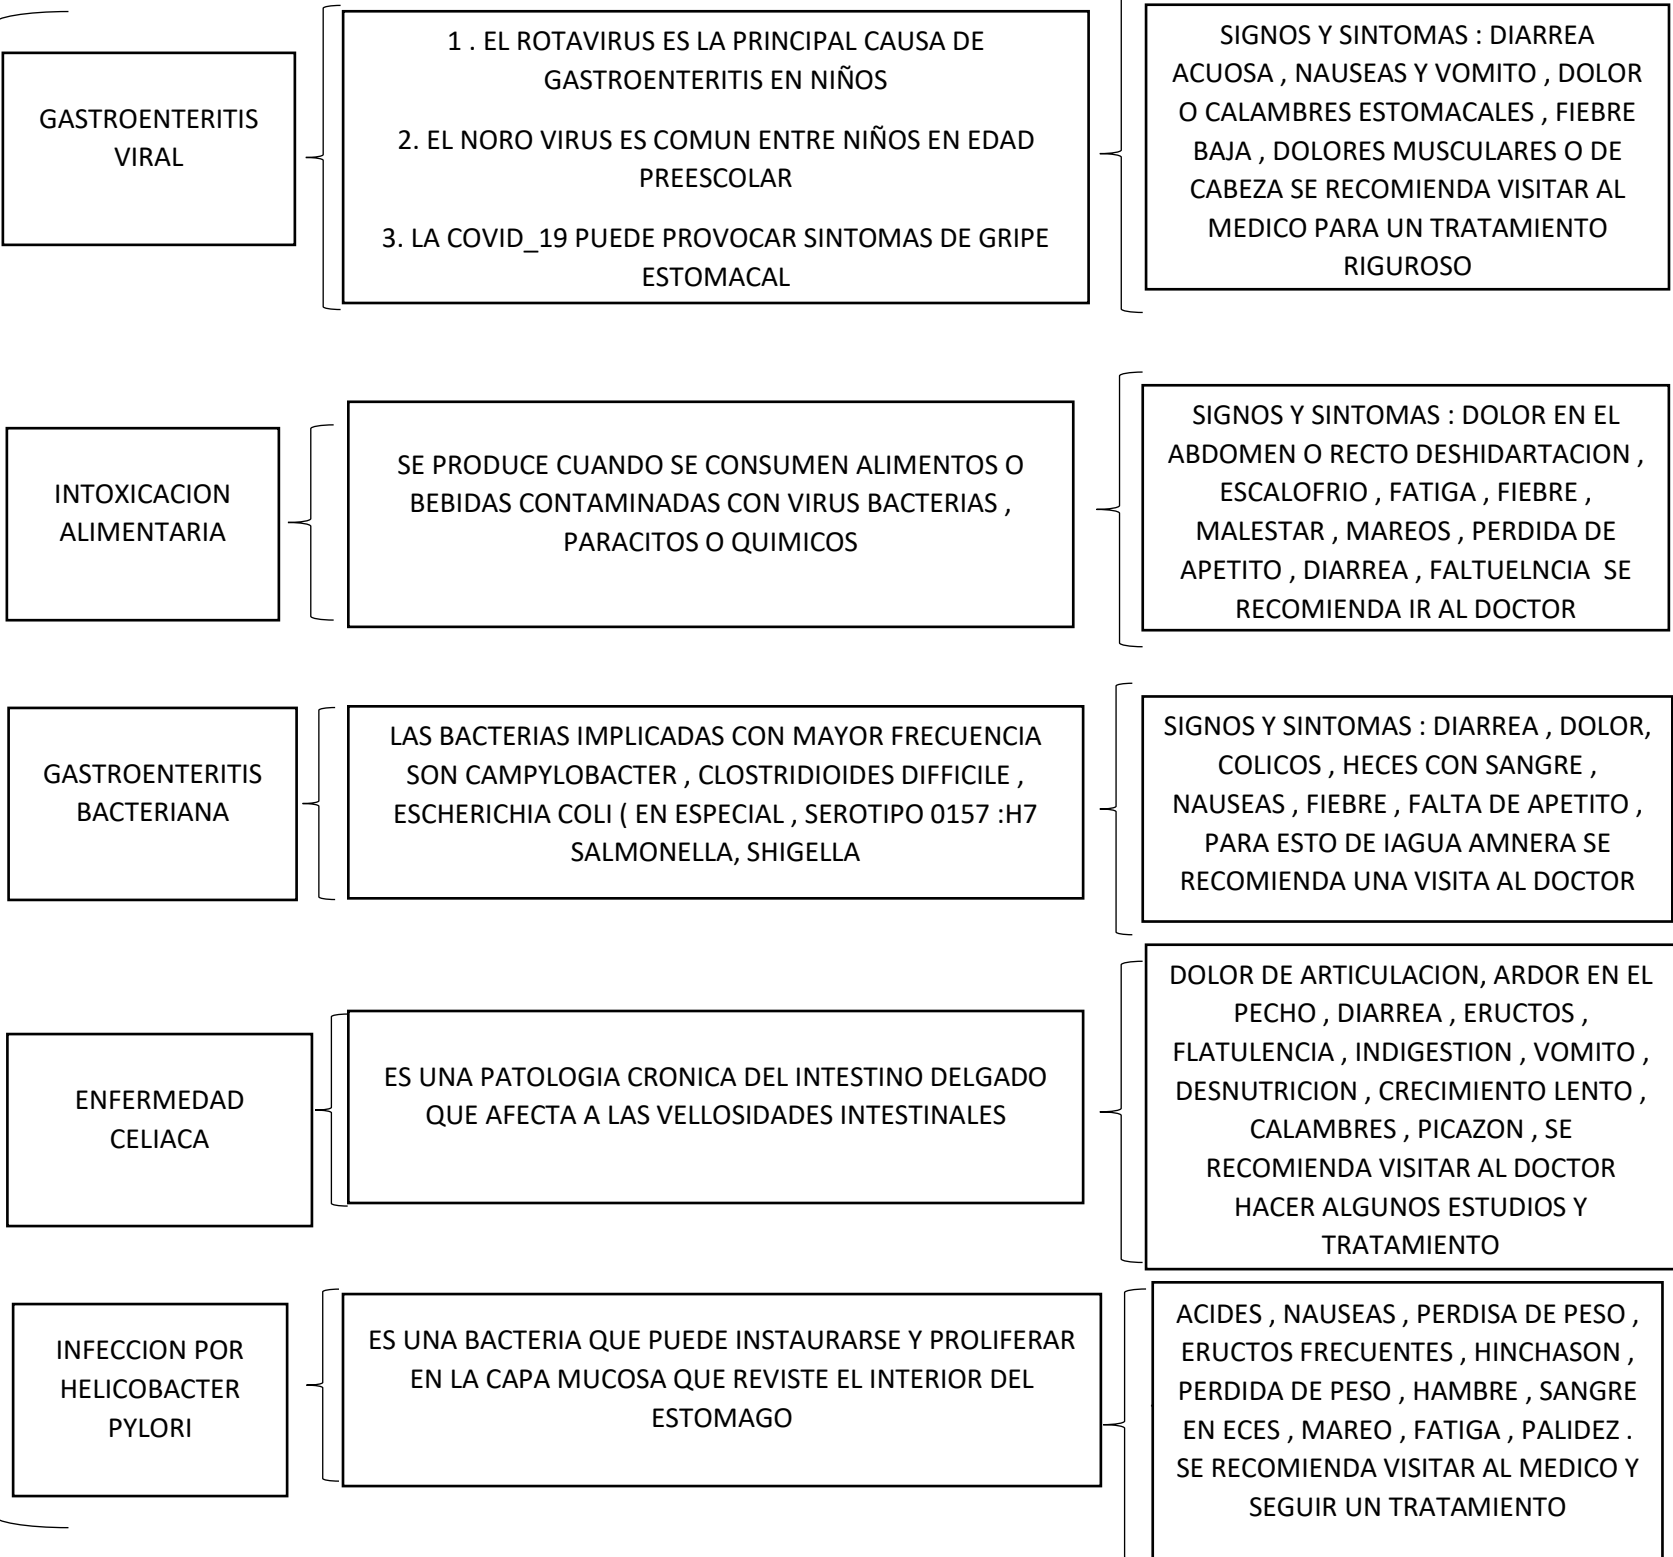 GASTROENTERITIS
VIRAL
1 . EL ROTAVIRUS ES LA PRINCIPAL CAUSA DE
GASTROENTERITIS EN NIÑOS
2. EL NORO VIRUS ES COMUN ENTRE NIÑOS EN EDAD
PREESCOLAR
3. LA COVID_19 PUEDE PROVOCAR SINTOMAS DE GRIPE
ESTOMACAL
SIGNOS Y SINTOMAS : DIARREA
ACUOSA , NAUSEAS Y VOMITO , DOLOR
O CALAMBRES ESTOMACALES , FIEBRE
BAJA , DOLORES MUSCULARES O DE
CABEZA SE RECOMIENDA VISITAR AL
MEDICO PARA UN TRATAMIENTO
RIGUROSO
INTOXICACION
ALIMENTARIA
SE PRODUCE CUANDO SE CONSUMEN ALIMENTOS O
BEBIDAS CONTAMINADAS CON VIRUS BACTERIAS ,
PARACITOS O QUIMICOS
SIGNOS Y SINTOMAS : DOLOR EN EL
ABDOMEN O RECTO DESHIDARTACION ,
ESCALOFRIO , FATIGA , FIEBRE ,
MALESTAR , MAREOS , PERDIDA DE
APETITO , DIARREA , FALTUELNCIA SE
RECOMIENDA IR AL DOCTOR
GASTROENTERITIS
BACTERIANA
LAS BACTERIAS IMPLICADAS CON MAYOR FRECUENCIA
SON CAMPYLOBACTER , CLOSTRIDIOIDES DIFFICILE ,
ESCHERICHIA COLI ( EN ESPECIAL , SEROTIPO 0157 :H7
SALMONELLA, SHIGELLA
SIGNOS Y SINTOMAS : DIARREA , DOLOR,
COLICOS , HECES CON SANGRE ,
NAUSEAS , FIEBRE , FALTA DE APETITO ,
PARA ESTO DE IAGUA AMNERA SE
RECOMIENDA UNA VISITA AL DOCTOR
ENFERMEDAD
CELIACA
ES UNA PATOLOGIA CRONICA DEL INTESTINO DELGADO
QUE AFECTA A LAS VELLOSIDADES INTESTINALES
DOLOR DE ARTICULACION, ARDOR EN EL
PECHO , DIARREA , ERUCTOS ,
FLATULENCIA , INDIGESTION , VOMITO ,
DESNUTRICION , CRECIMIENTO LENTO ,
CALAMBRES , PICAZON , SE
RECOMIENDA VISITAR AL DOCTOR
HACER ALGUNOS ESTUDIOS Y
TRATAMIENTO
INFECCION POR
HELICOBACTER
PYLORI
ES UNA BACTERIA QUE PUEDE INSTAURARSE Y PROLIFERAR
EN LA CAPA MUCOSA QUE REVISTE EL INTERIOR DEL
ESTOMAGO
ACIDES , NAUSEAS , PERDISA DE PESO ,
ERUCTOS FRECUENTES , HINCHASON ,
PERDIDA DE PESO , HAMBRE , SANGRE
EN ECES , MAREO , FATIGA , PALIDEZ .
SE RECOMIENDA VISITAR AL MEDICO Y
SEGUIR UN TRATAMIENTO